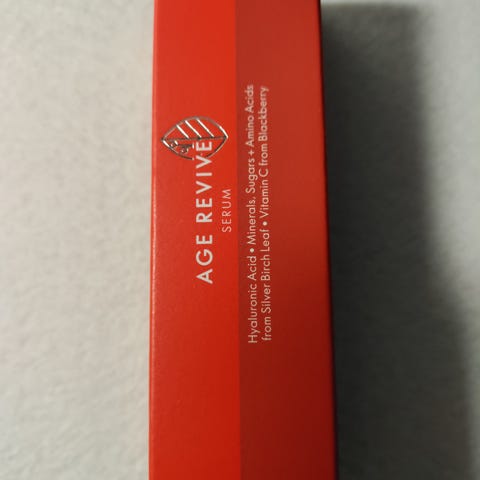 AGE REVIVE
SERUM
Hyaluronic Acid • Minerals, Sugars + Amino Acids
from Silver Birch Leaf • Vitamin C from Blackberry